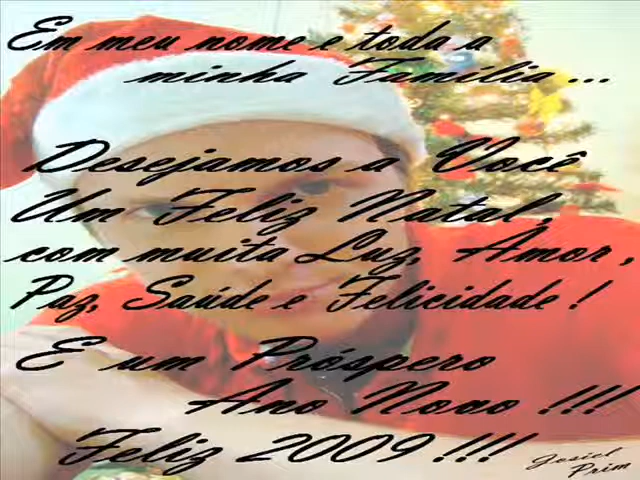 Em meu nome e toda a
minha Família ...
Desejamos a Você
Um Feliz Natal,
com muita Luz, Amor,
Paz, Saúde e Felicidade !
E um Próspero
Ano Novo !!!
Feliz 2009 !!!
Josiel
Prim